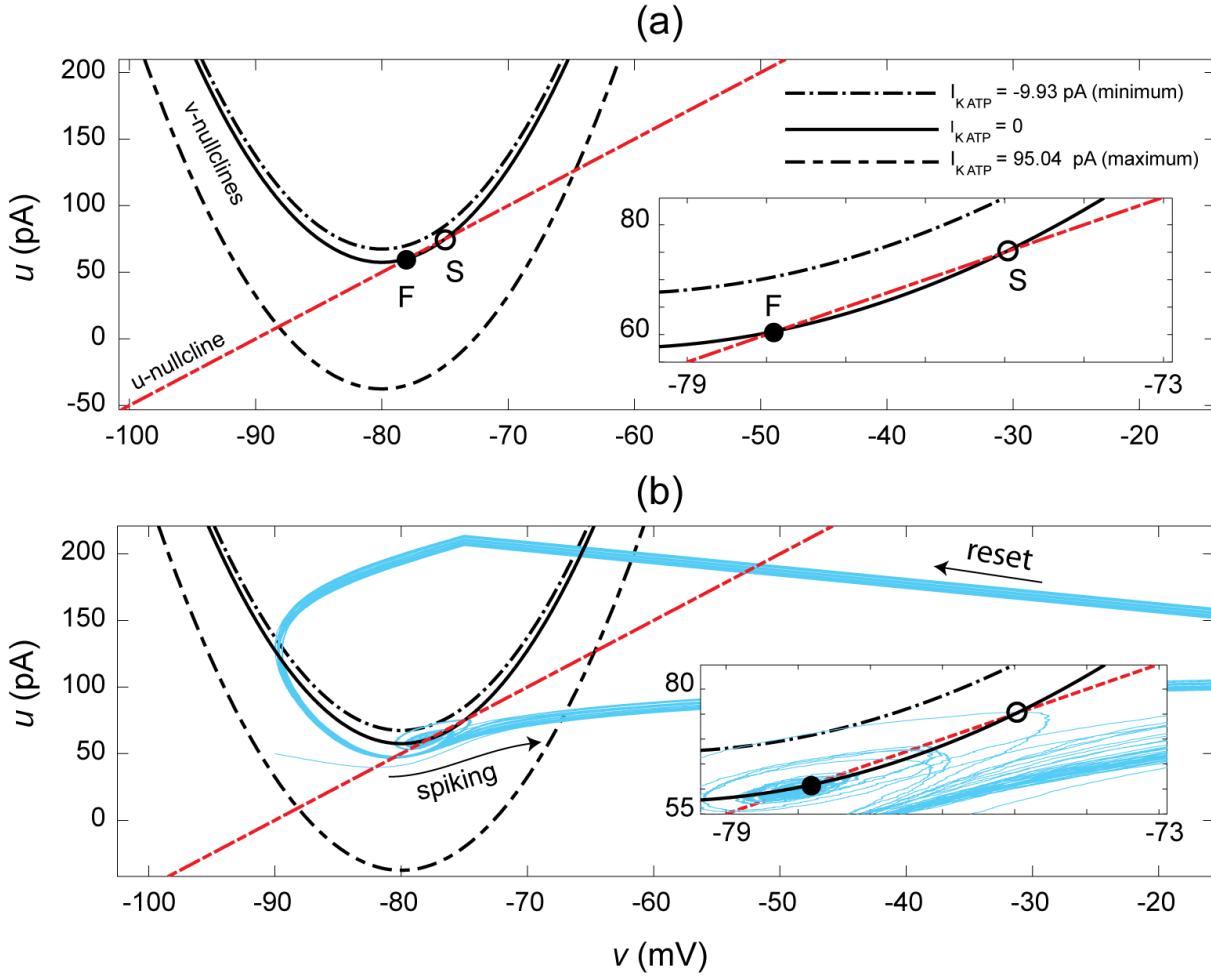 (a)
200
150
100
50
0
-50
u (pA)
v-nullclines
u-nullcline
F
S
I K ATP = -9.93 pA (minimum)
I K ATP = 0
I K ATP = 95.04 pA (maximum)
80
60
F
S
-79
-73
-100
-90
-80
-70
-60
-50
-40
-30
-20
(b)
200
150
100
50
0
u (pA)
reset
spiking
80
55
-79
-73
-100
-90
-80
-70
-60
-50
-40
-30
-20
v (mV)